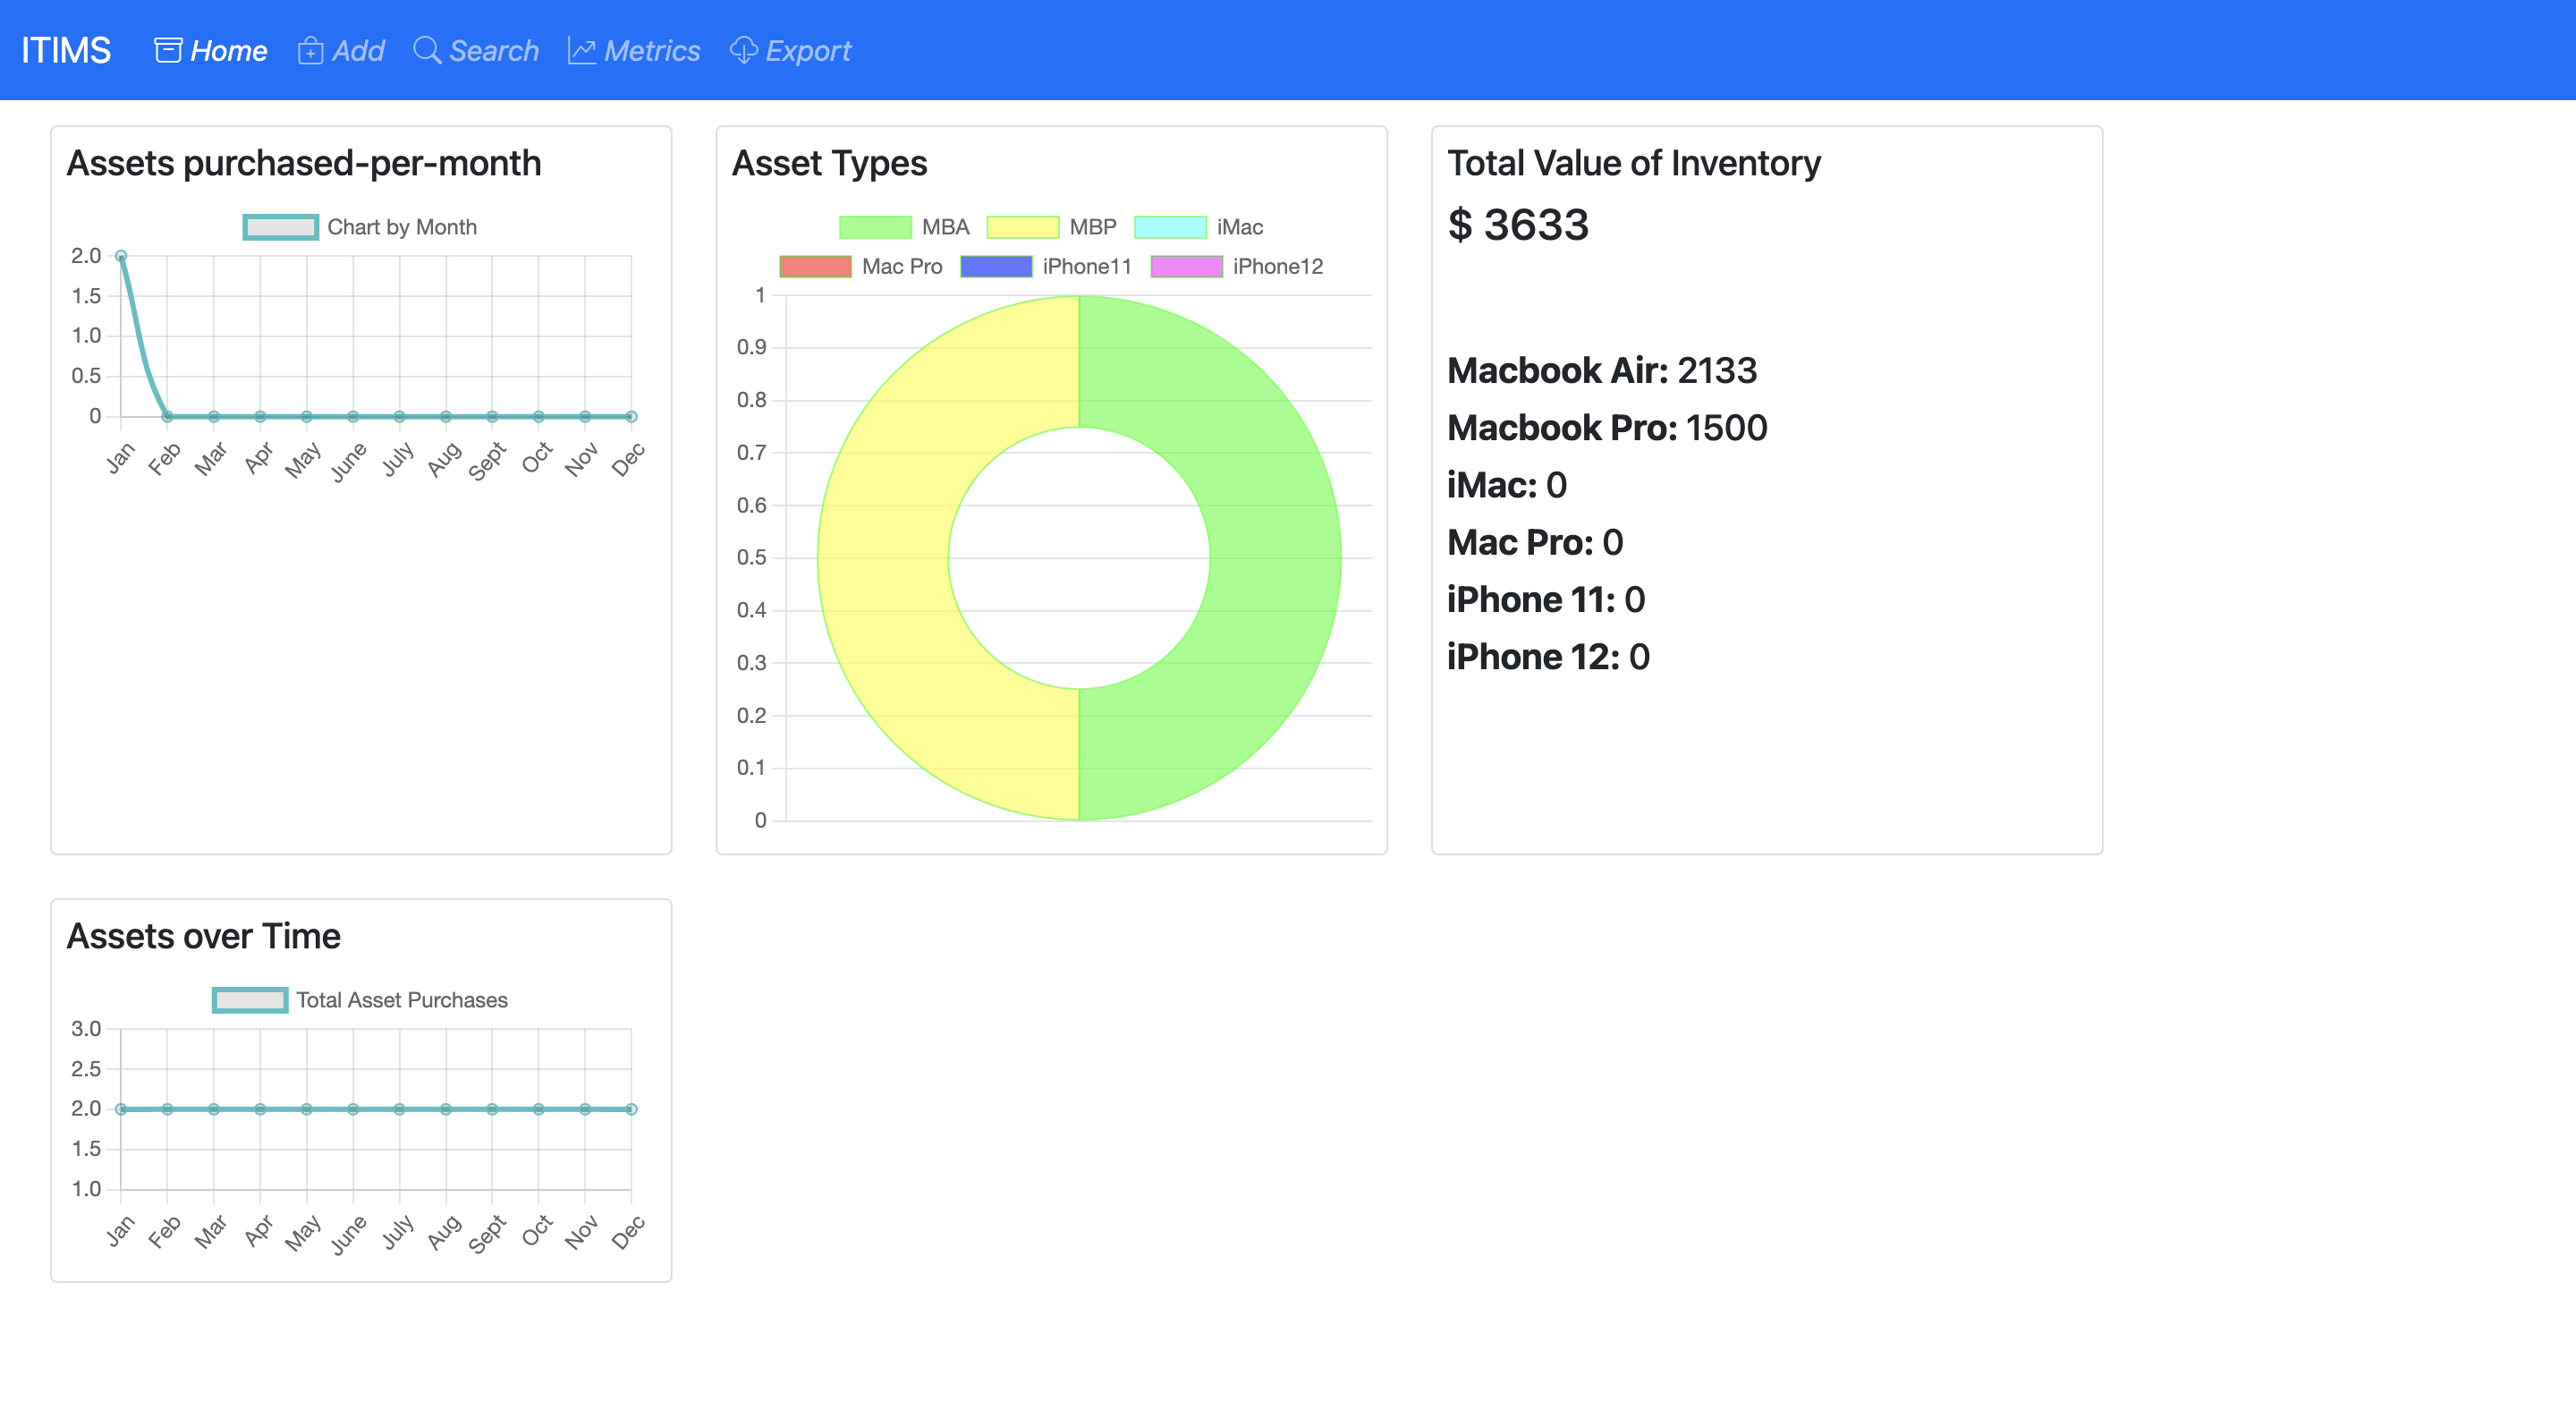 ITIMS Home Add Search Metrics Export
Assets purchased-per-month
Chart by Month
2.0
1.5
1.0
0.5
0
Jan Feb Mar Apr May June July Aug Sept Oct Nov Dec
Asset Types
MBA MBP iMac
Mac Pro iPhone11 iPhone12
1
0.9
0.8
0.7
0.6
0.5
0.4
0.3
0.2
0.1
0
Total Value of Inventory
$ 3633
Macbook Air: 2133
Macbook Pro: 1500
iMac: 0
Mac Pro: 0
iPhone 11: 0
iPhone 12: 0
Assets over Time
Total Asset Purchases
3.0
2.5
2.0
1.5
1.0
Jan Feb Mar Apr May June July Aug Sept Oct Nov Dec